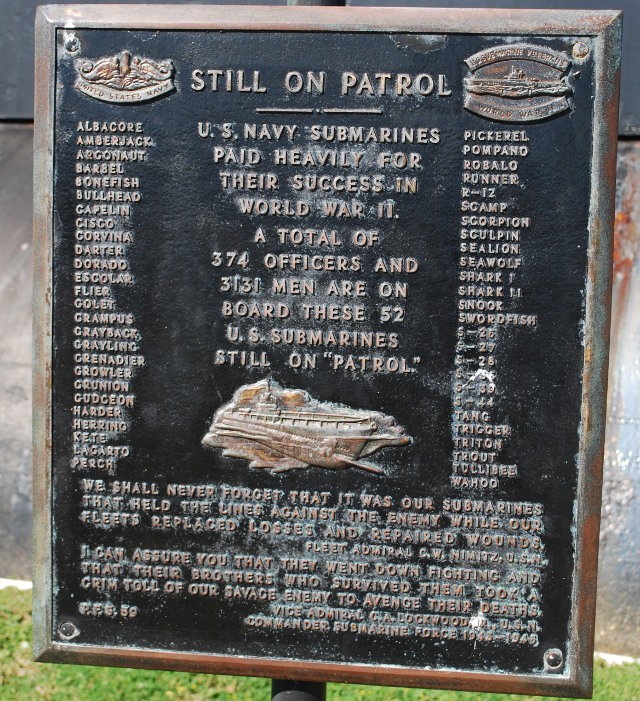 UNITED STATES NAVY
STILL ON PATROL
SUBMARINE VETERANS
WORLD WAR II
ALBACORE
AMBERJACK
ARGONAUT
BARBEL
BONEFISH
BULLHEAD
CAPELIN
CISCO
CORVINA
DARTER
DORADO
ESCOLAR
FLIER
GOLET
GRAMPUS
GRAYBACK
GRAYLING
GRENADIER
GROWLER
GRUNION
GUDGEON
HARDER
HERRING
KETE
LAGARTO
PERCH
U.S. NAVY SUBMARINES
PAID HEAVILY FOR
THEIR SUCCESS IN
WORLD WAR II.
A TOTAL OF
374 OFFICERS AND
3131 MEN ARE ON
BOARD THESE 52
U.S. SUBMARINES
STILL ON "PATROL."
PICKEREL
POMPANO
ROBALO
RUNNER
R-12
SCAMP
SCORPION
SCULPIN
SEALION
SEAWOLF
SHARK I
SHARK II
SNOOK
SWORDFISH
S-26
S-27
S-28
S-39
S-44
TANG
TRIGGER
TRITON
TROUT
TULLIBEE
WAHOO
WE SHALL NEVER FORGET THAT IT WAS OUR SUBMARINES
THAT HELD THE LINES AGAINST THE ENEMY WHILE OUR
FLEETS REPLACED LOSSES AND REPAIRED WOUNDS.
FLEET ADMIRAL C.W. NIMITZ, U.S.N.
I CAN ASSURE YOU THAT THEY WENT DOWN FIGHTING AND
THAT THEIR BROTHERS WHO SURVIVED THEM TOOK A
GRIM TOLL OF OUR SAVAGE ENEMY TO AVENGE THEIR DEATHS.
VICE ADMIRAL C.A. LOCKWOOD, U.S.N.
COMMANDER SUBMARINE FORCE 1943-1946